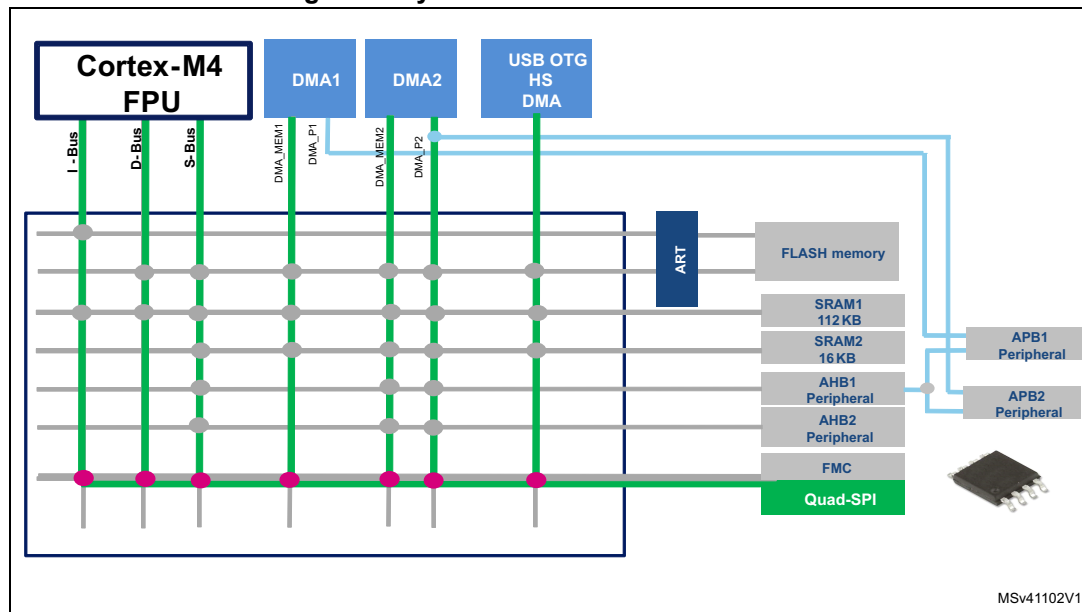 Cortex-M4
FPU
DMA1
DMA2
USB OTG
HS
DMA
I - Bus
D- Bus
S- Bus
DMA_MEM1
DMA_P1
DMA_MEM2
DMA_P2
ART
FLASH memory
SRAM1
112 KB
SRAM2
16 KB
AHB1
Peripheral
AHB2
Peripheral
FMC
Quad-SPI
APB1
Peripheral
APB2
Peripheral
MSv41102V1